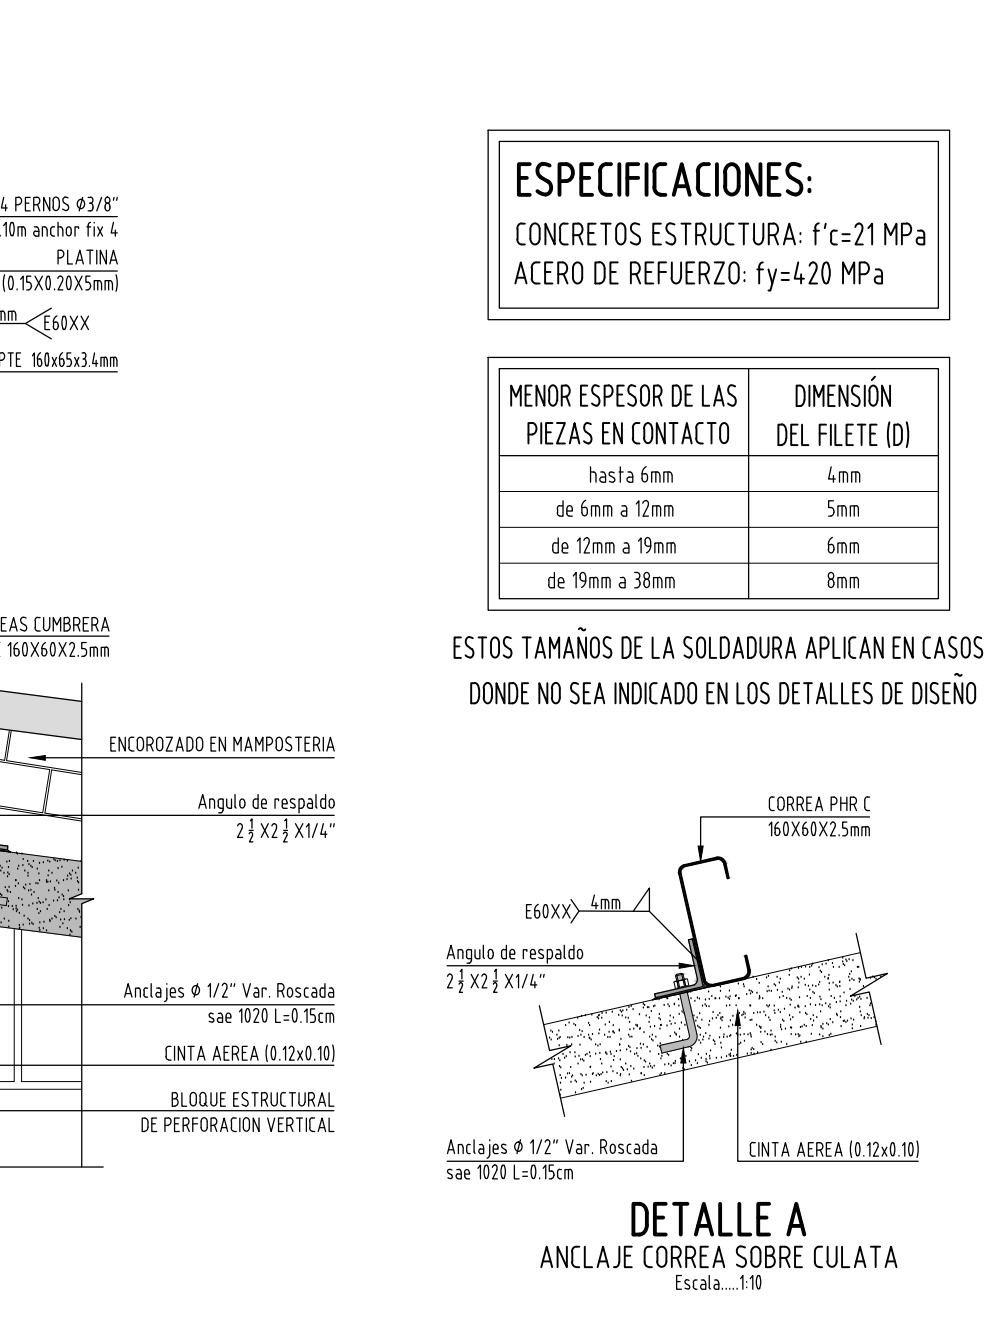 4 PERNOS Ø3/8"
.10m anchor fix 4
PLATINA
(0.15X0.20X5mm)
mm E60XX
PTE 160x65x3.4mm
ESPECIFICACIONES:
CONCRETOS ESTRUCTURA: f'c=21 MPa
ACERO DE REFUERZO: fy=420 MPa
MENOR ESPESOR DE LAS PIEZAS EN CONTACTO
DIMENSIÓN DEL FILETE (D)
hasta 6mm 4mm
de 6mm a 12mm 5mm
de 12mm a 19mm 6mm
de 19mm a 38mm 8mm
ESTOS TAMAÑOS DE LA SOLDADURA APLICAN EN CASOS
DONDE NO SEA INDICADO EN LOS DETALLES DE DISEÑO
EAS CUMBRERA
160X60X2.5mm
ENCOROZADO EN MAMPOSTERIA
Angulo de respaldo
2 1/2 X2 1/2 X1/4"
Anclajes Ø 1/2" Var. Roscada
sae 1020 L=0.15cm
CINTA AEREA (0.12x0.10)
BLOQUE ESTRUCTURAL
DE PERFORACION VERTICAL
CORREA PHR C
160X60X2.5mm
E60XX 4mm
Angulo de respaldo
2 1/2 X2 1/2 X1/4"
Anclajes Ø 1/2" Var. Roscada
sae 1020 L=0.15cm
CINTA AEREA (0.12x0.10)
DETALLE A
ANCLAJE CORREA SOBRE CULATA
Escala.....1:10